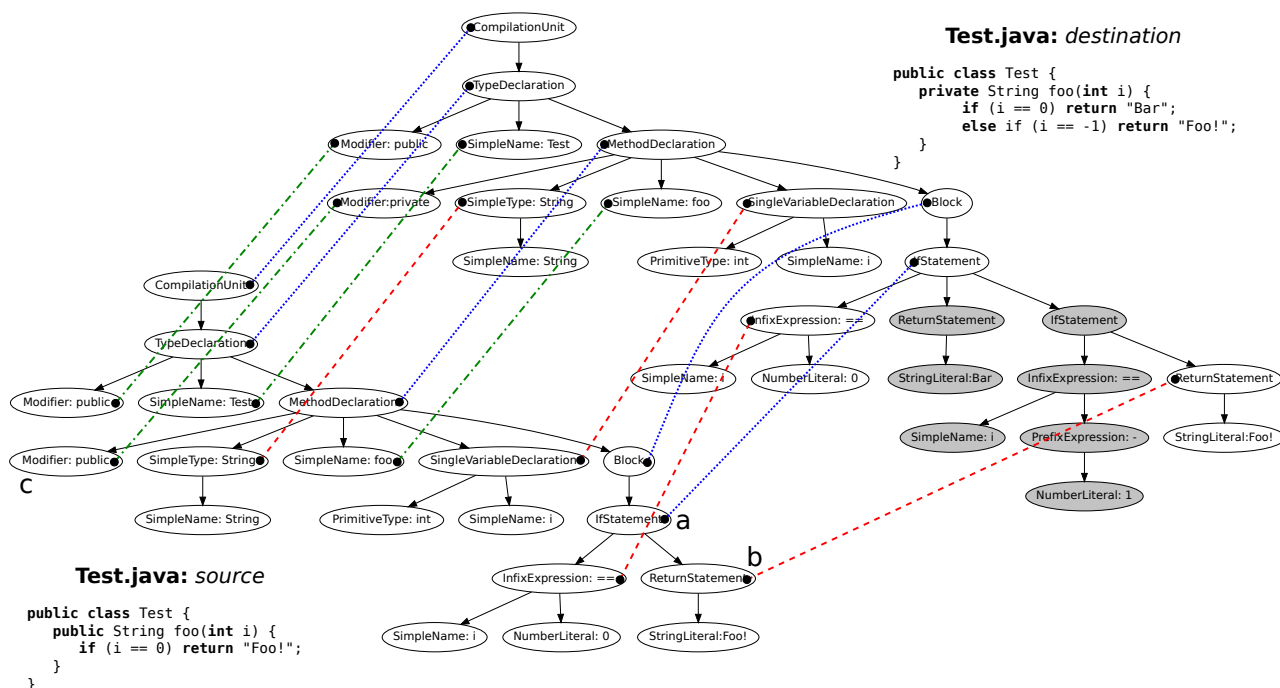 CompilationUnit
Test.java: destination
public class Test {
private String foo(int i) {
if (i == 0) return "Bar";
else if (i == -1) return "Foo!";
}
}
TypeDeclaration
Modifier: public
SimpleName: Test
MethodDeclaration
Modifier:private
SimpleType: String
SimpleName: foo
SingleVariableDeclaration
Block
SimpleName: String
PrimitiveType: int
SimpleName: i
IfStatement
InfixExpression: ==
ReturnStatement
IfStatement
SimpleName: i
NumberLiteral: 0
StringLiteral:Bar
InfixExpression: ==
ReturnStatement
SimpleName: i
PrefixExpression: -
StringLiteral:Foo!
NumberLiteral: 1
CompilationUnit
TypeDeclaration
Modifier: public
SimpleName: Test
MethodDeclaration
Modifier: public
SimpleType: String
SimpleName: foo
SingleVariableDeclaration
Block
c
SimpleName: String
PrimitiveType: int
SimpleName: i
IfStatement
a
b
InfixExpression: ==
ReturnStatement
SimpleName: i
NumberLiteral: 0
StringLiteral:Foo!
Test.java: source
public class Test {
public String foo(int i) {
if (i == 0) return "Foo!";
}
}